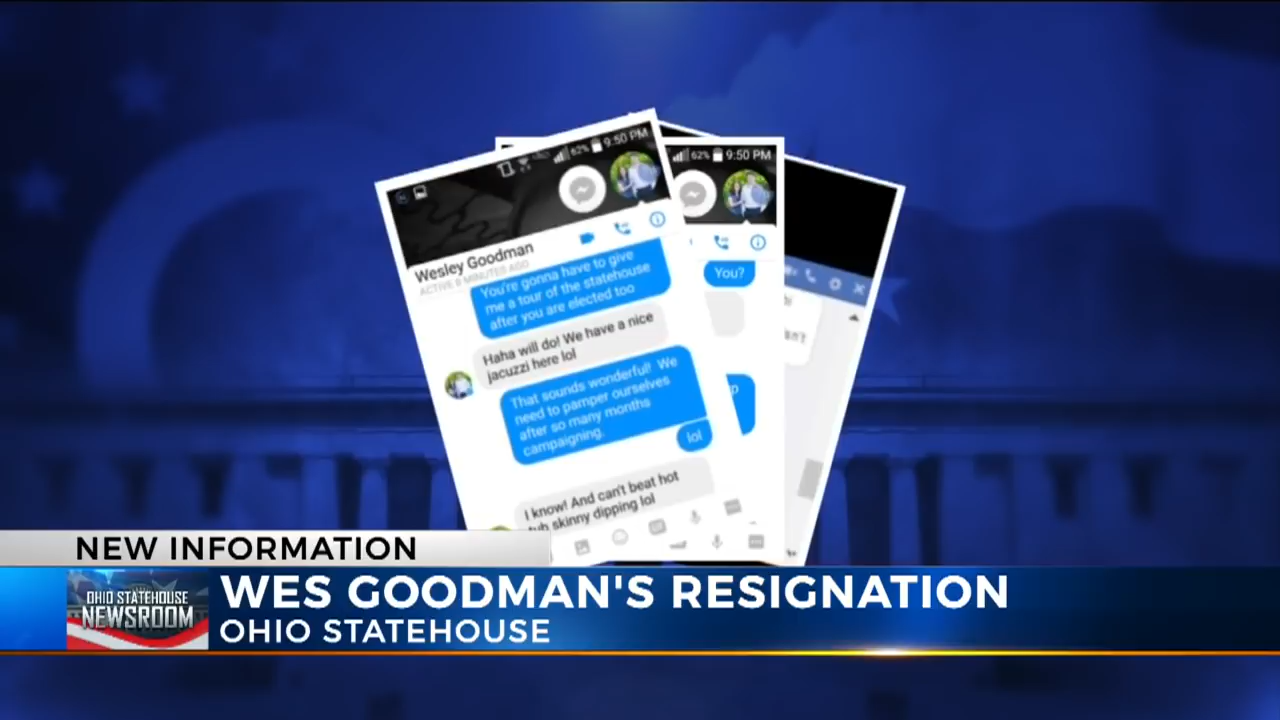 62% 9:50 PM
Wesley Goodman
ACTIVE 8 MINUTES AGO
You're gonna have to give
me a tour of the statehouse
after you are elected too
Haha will do! We have a nice
jacuzzi here lol
That sounds wonderful! We
need to pamper ourselves
after so many months
campaigning.
lol
I know! And can't beat hot
tub skinny dipping lol
62% 9:50 PM
You?
NEW INFORMATION
OHIO STATEHOUSE
NEWSROOM
WES GOODMAN'S RESIGNATION
OHIO STATEHOUSE